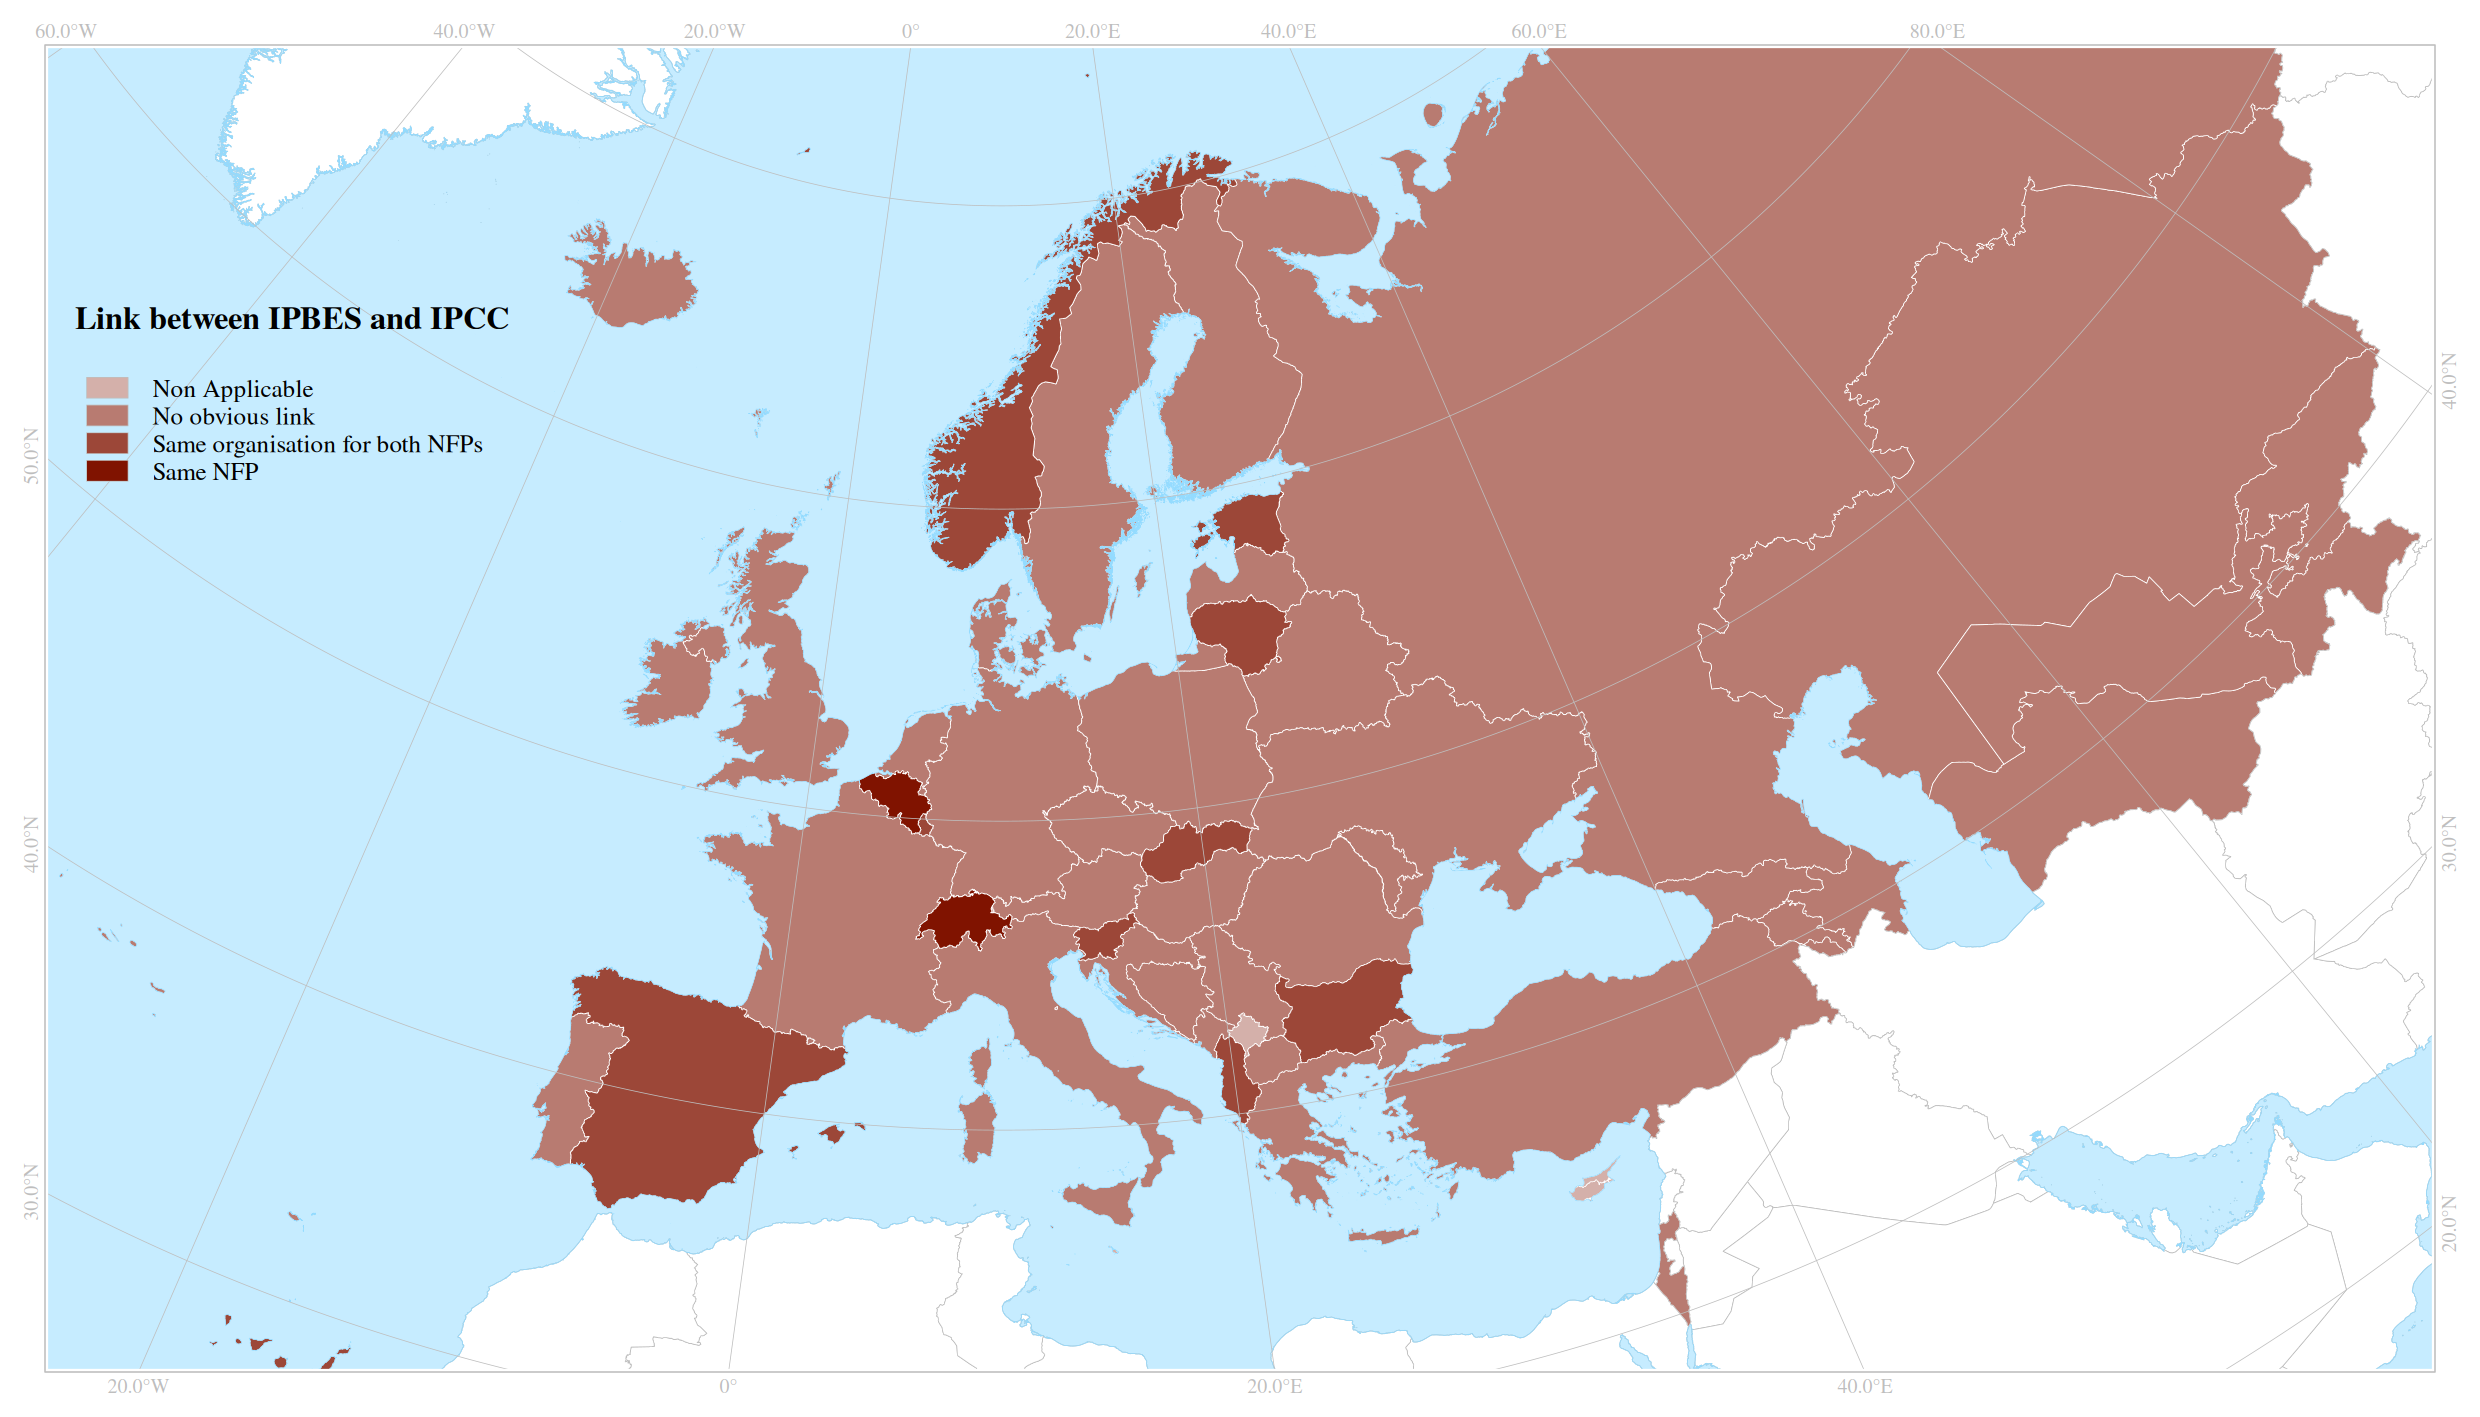 60.0°W 40.0°W 20.0°W 0° 20.0°E 40.0°E 60.0°E 80.0°E
Link between IPBES and IPCC
Non Applicable
No obvious link
Same organisation for both NFPs
Same NFP
50.0°N
40.0°N
30.0°N
40.0°N
30.0°N
20.0°N
20.0°W 0° 20.0°E 40.0°E